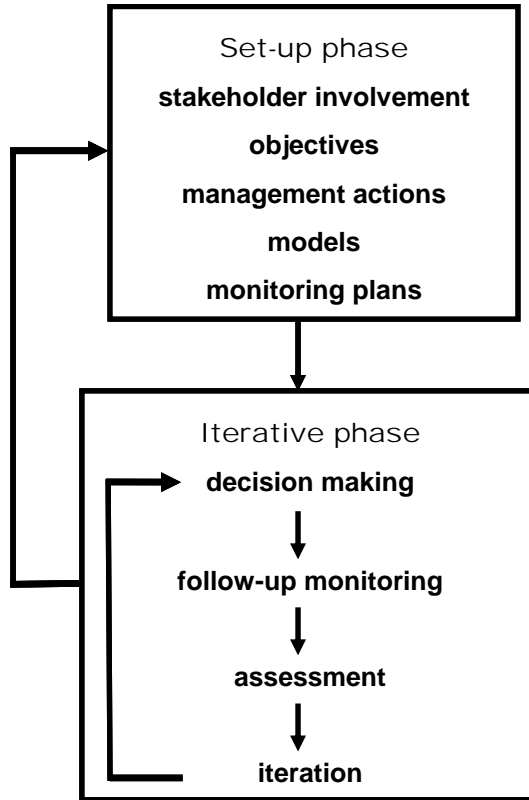 Set-up phase
stakeholder involvement
objectives
management actions
models
monitoring plans
Iterative phase
decision making
follow-up monitoring
assessment
iteration